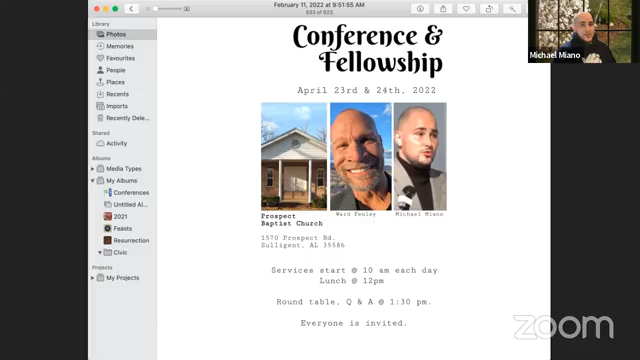 February 11, 2022 at 9:51:55
533 of 923
Library
Photos
Memories
Favourites
People
Places
Recents
Imports
Recently Dele...
Shared
Activity
Albums
Media Types
My Albums
Conferences
Untitled Al...
2021
Feasts
Resurrection
Civic
Projects
My Projects
Conference &
Fellowship
April 23rd & 24th, 2022
Prospect
Baptist Church
Ward Fenley
Michael Miano
1570 Prospect Rd.
Sulligent, AL 35586
Services start @ 10 am each day
Lunch @ 12pm
Round table, Q & A @ 1:30 pm.
Everyone is invited.
Michael Miano
zoom